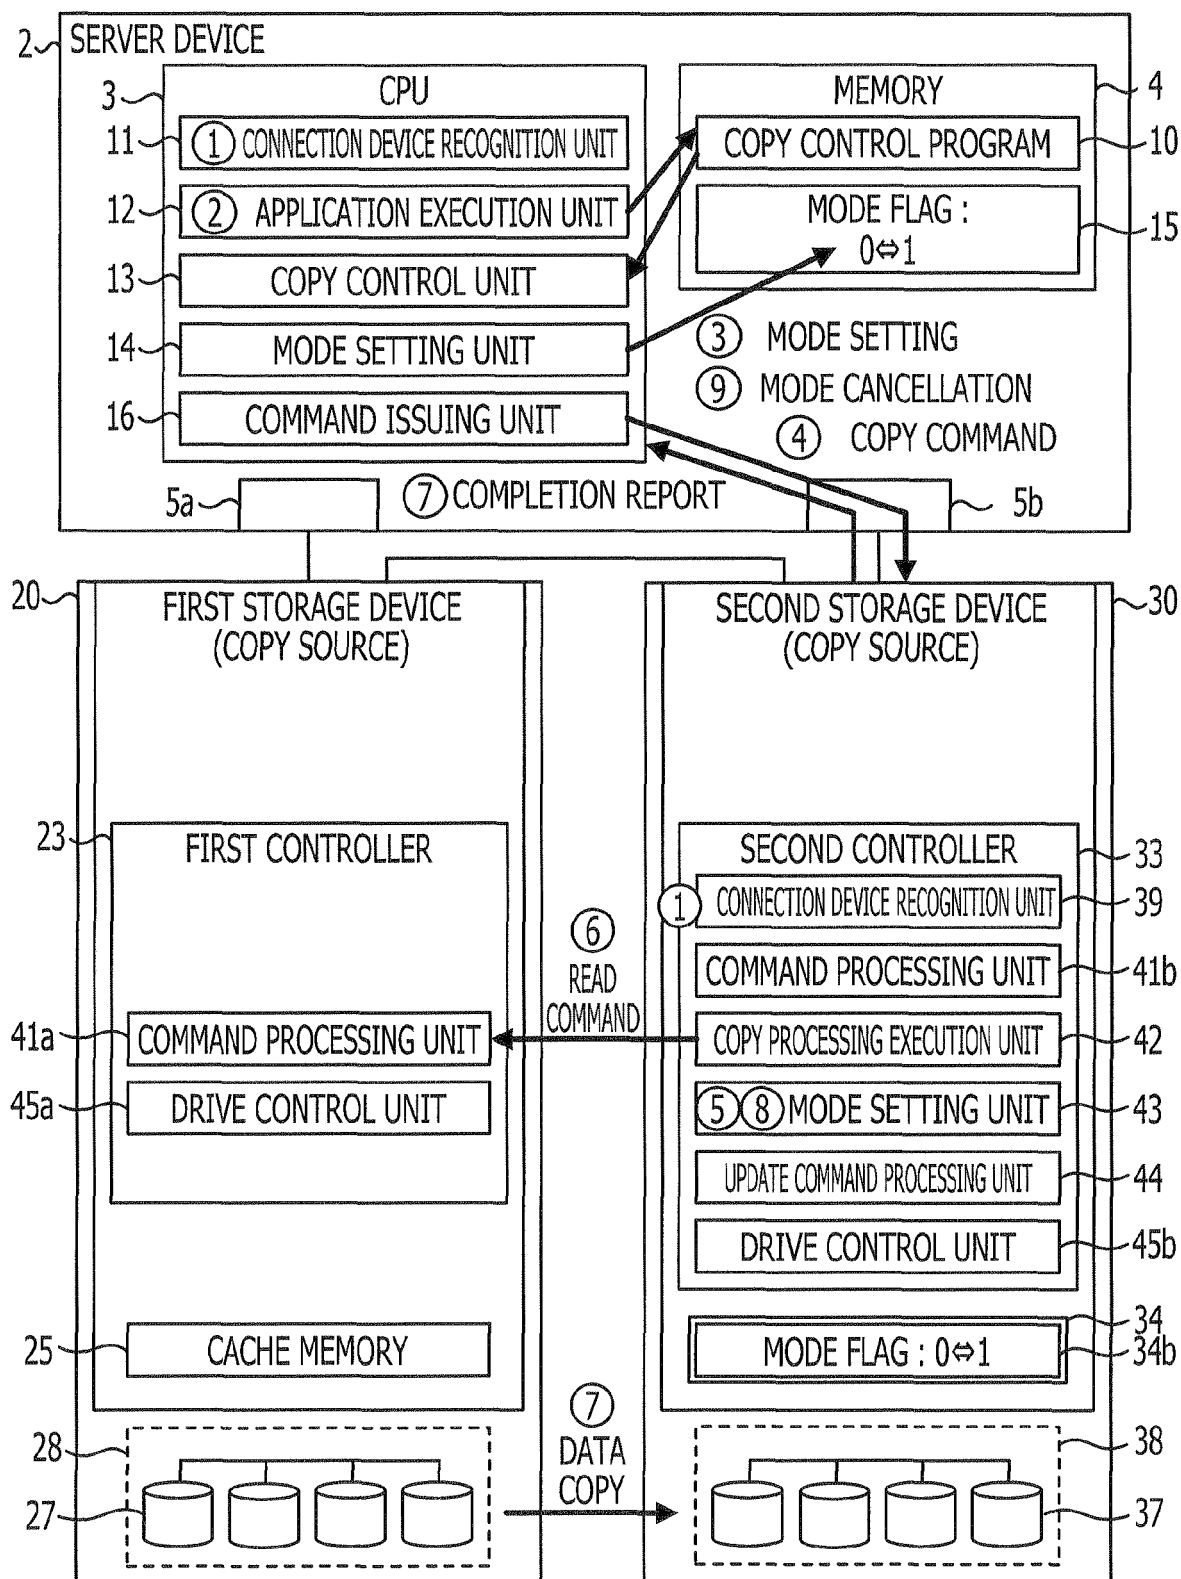 2
SERVER DEVICE
3
CPU
11
① CONNECTION DEVICE RECOGNITION UNIT
12
② APPLICATION EXECUTION UNIT
13
COPY CONTROL UNIT
14
MODE SETTING UNIT
16
COMMAND ISSUING UNIT
MEMORY
4
COPY CONTROL PROGRAM
10
MODE FLAG :
0⇔1
15
③ MODE SETTING
⑨ MODE CANCELLATION
④ COPY COMMAND
5a
⑦ COMPLETION REPORT
5b
20
FIRST STORAGE DEVICE
(COPY SOURCE)
23
FIRST CONTROLLER
41a
COMMAND PROCESSING UNIT
45a
DRIVE CONTROL UNIT
25
CACHE MEMORY
28
27
⑥
READ
COMMAND
⑦
DATA
COPY
SECOND STORAGE DEVICE
(COPY SOURCE)
30
SECOND CONTROLLER
33
① CONNECTION DEVICE RECOGNITION UNIT
39
COMMAND PROCESSING UNIT
41b
COPY PROCESSING EXECUTION UNIT
42
⑤⑧ MODE SETTING UNIT
43
UPDATE COMMAND PROCESSING UNIT
44
DRIVE CONTROL UNIT
45b
34
MODE FLAG : 0⇔1
34b
38
37